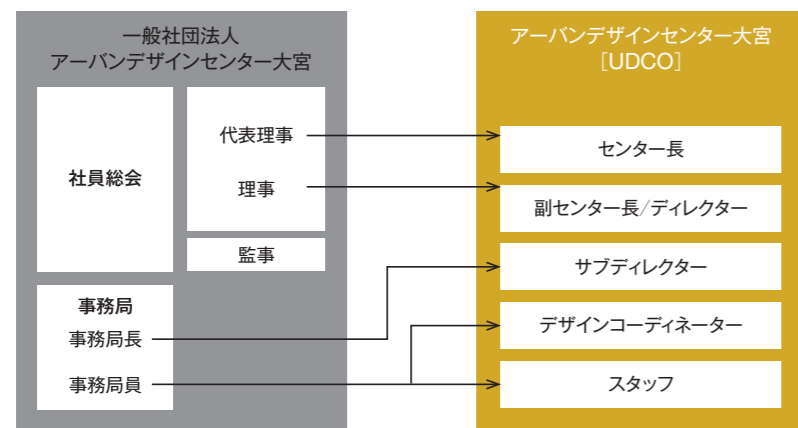 一般社団法人
アーバンデザインセンター大宮
社員総会
代表理事
理事
監事
事務局
事務局長
事務局員
アーバンデザインセンター大宮
[UDCO]
センター長
副センター長/ディレクター
サブディレクター
デザインコーディネーター
スタッフ